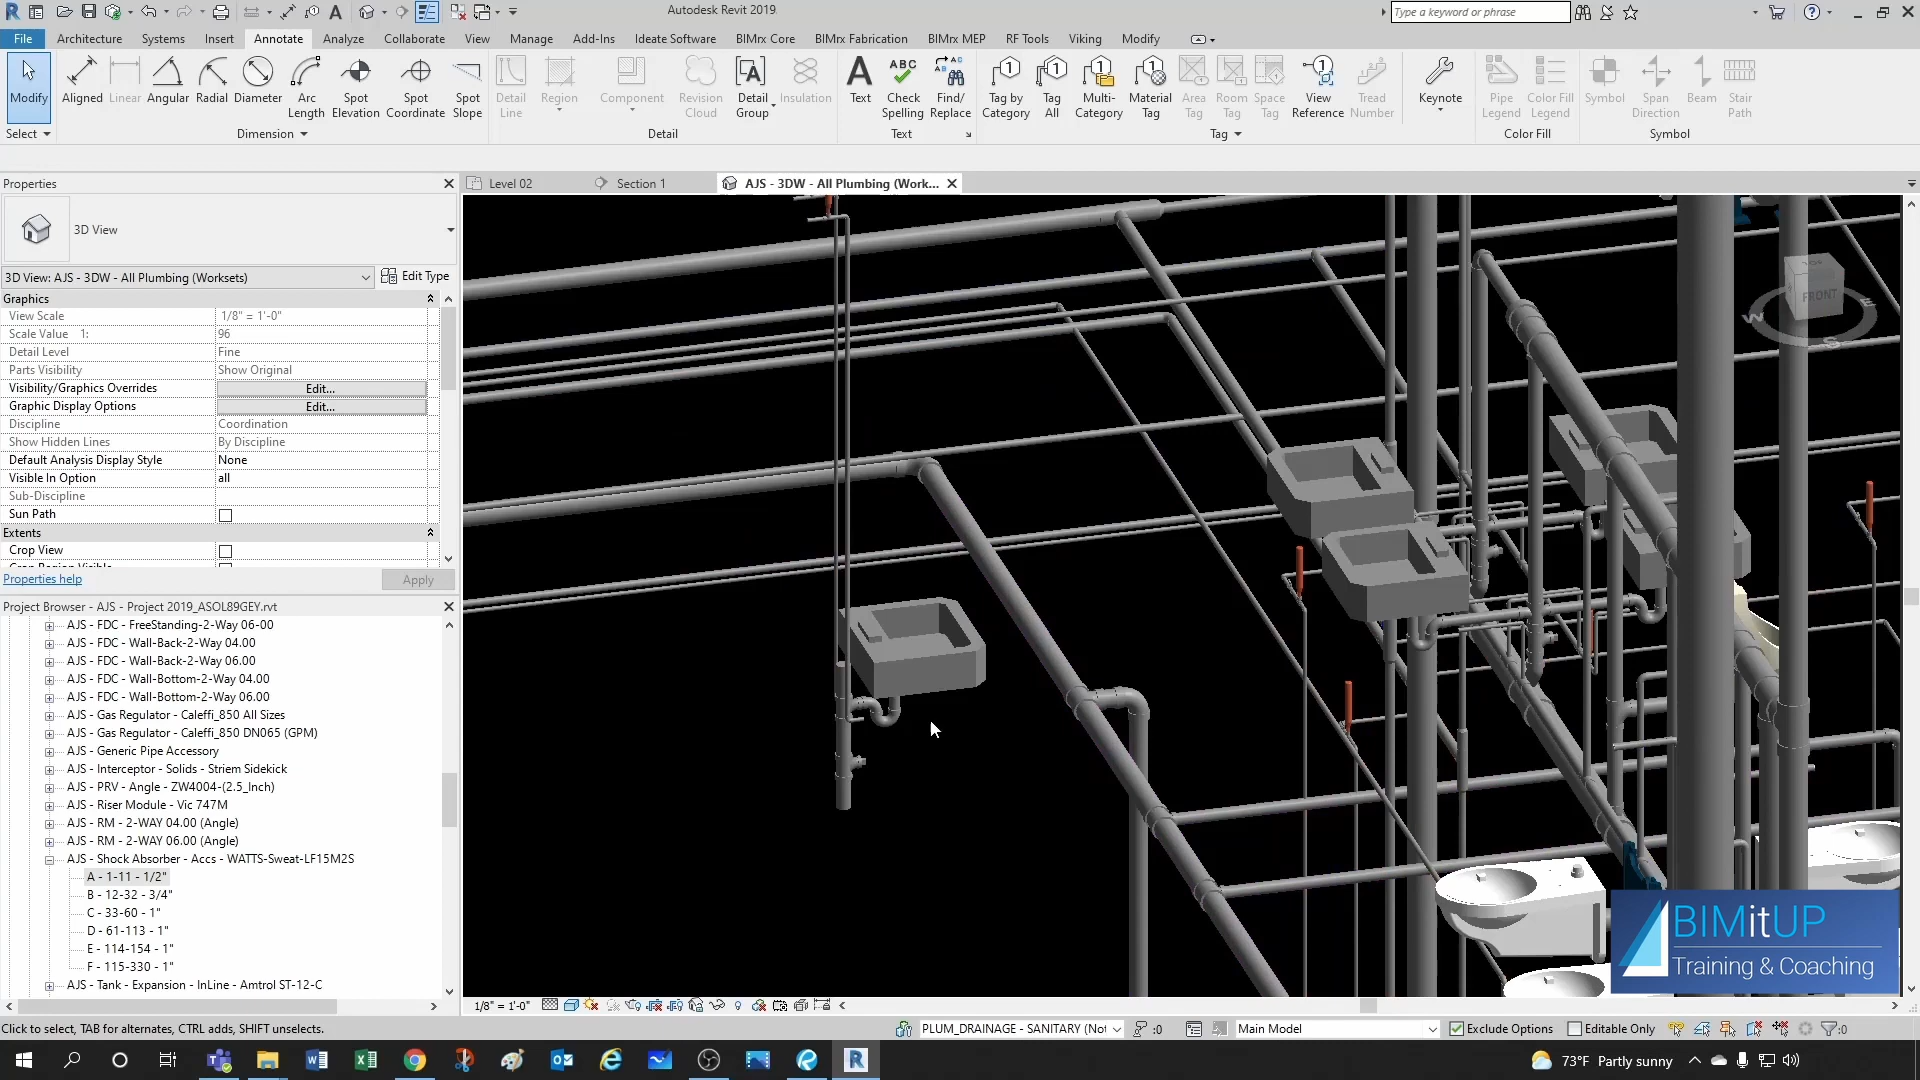 Autodesk Revit 2019
Type a keyword or phrase
File Architecture Systems Insert Annotate Analyze Collaborate View Manage Add-Ins Ideate Software BIMrx Core BIMrx Fabrication BIMrx MEP RF Tools Viking Modify
Modify Aligned Linear Angular Radial Diameter Arc Length Spot Elevation Spot Coordinate Spot Slope Detail Line Region Component Revision Cloud Detail Group Insulation Text Check Spelling Find/ Replace Tag by Category Tag All Multi- Category Material Tag Area Tag Room Tag Space Tag View Reference Tread Number Keynote Pipe Legend Color Fill Legend Symbol Span Direction Beam Stair Path
Select Dimension Detail Text Tag Color Fill Symbol
Properties
Level 02 Section 1 AJS - 3DW - All Plumbing (Work...
3D View
3D View: AJS - 3DW - All Plumbing (Worksets) Edit Type
Graphics
View Scale 1/8" = 1'-0"
Scale Value 1: 96
Detail Level Fine
Parts Visibility Show Original
Visibility/Graphics Overrides Edit...
Graphic Display Options Edit...
Discipline Coordination
Show Hidden Lines By Discipline
Default Analysis Display Style None
Visible In Option all
Sub-Discipline
Sun Path
Extents
Crop View
Properties help Apply
Project Browser - AJS - Project 2019_ASOL89GEY.rvt
AJS - FDC - FreeStanding-2-Way 06-00
AJS - FDC - Wall-Back-2-Way 04.00
AJS - FDC - Wall-Back-2-Way 06.00
AJS - FDC - Wall-Bottom-2-Way 04.00
AJS - FDC - Wall-Bottom-2-Way 06.00
AJS - Gas Regulator - Caleffi_850 All Sizes
AJS - Gas Regulator - Caleffi_850 DN065 (GPM)
AJS - Generic Pipe Accessory
AJS - Interceptor - Solids - Striem Sidekick
AJS - PRV - Angle - ZW4004-(2.5_Inch)
AJS - Riser Module - Vic 747M
AJS - RM - 2-WAY 04.00 (Angle)
AJS - RM - 2-WAY 06.00 (Angle)
AJS - Shock Absorber - Accs - WATTS-Sweat-LF15M2S
A - 1-11 - 1/2"
B - 12-32 - 3/4"
C - 33-60 - 1"
D - 61-113 - 1"
E - 114-154 - 1"
F - 115-330 - 1"
AJS - Tank - Expansion - InLine - Amtrol ST-12-C
TOP
FRONT
W
S
E
BIMitUP
Training & Coaching
1/8" = 1'-0"
Click to select, TAB for alternates, CTRL adds, SHIFT unselects.
PLUM_DRAINAGE - SANITARY (Not :0 Main Model Exclude Options Editable Only :0
73°F Partly sunny